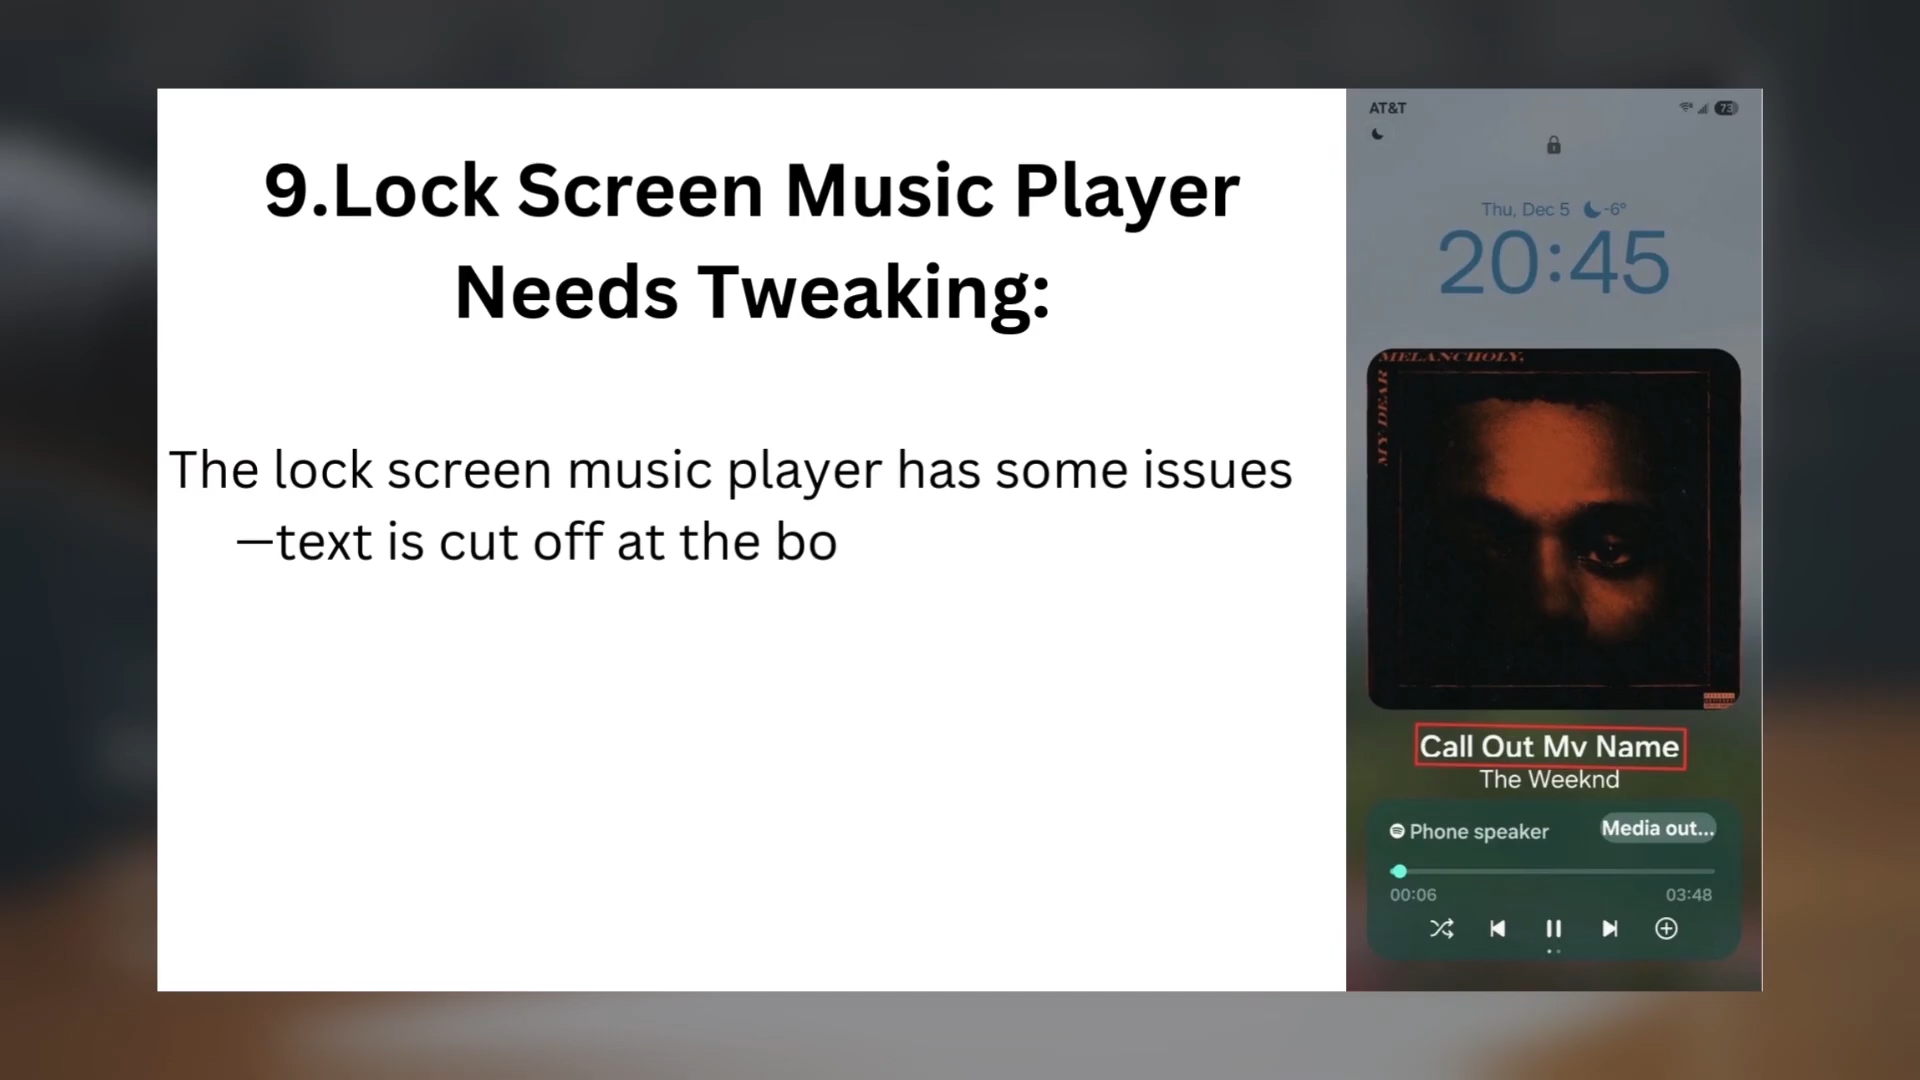 9.Lock Screen Music Player
Needs Tweaking:
The lock screen music player has some issues
—text is cut off at the bo
AT&T
73
Thu, Dec 5 -6°
20:45
MELANCHOLY,
MY DEAR
Call Out My Name
The Weeknd
Phone speaker
Media out...
00:06
03:48